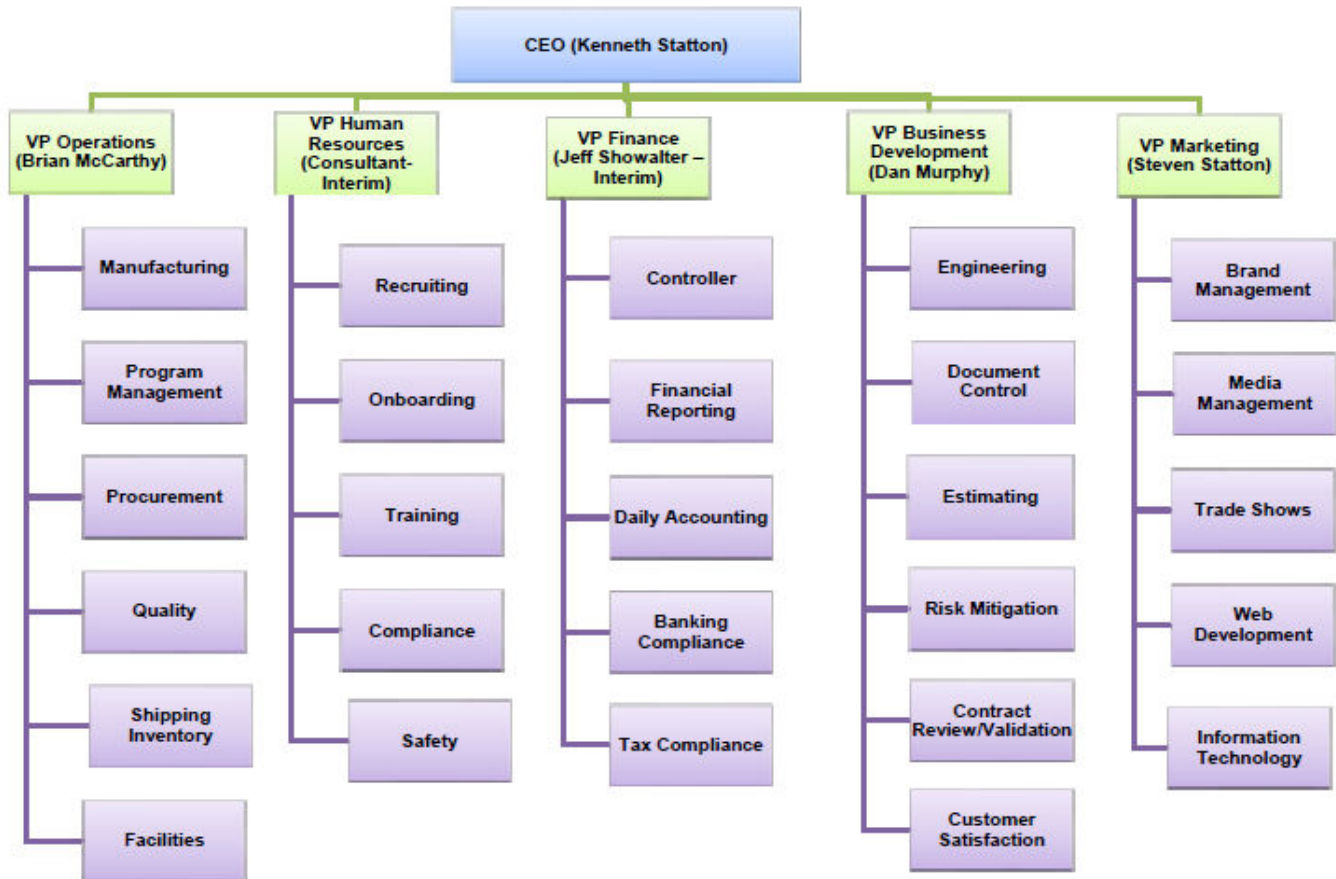 CEO (Kenneth Statton)
VP Operations
(Brian McCarthy)
VP Human
Resources
(Consultant-
Interim)
VP Finance
(Jeff Showalter –
Interim)
VP Business
Development
(Dan Murphy)
VP Marketing
(Steven Statton)
Manufacturing
Program
Management
Procurement
Quality
Shipping
Inventory
Facilities
Recruiting
Onboarding
Training
Compliance
Safety
Controller
Financial
Reporting
Daily Accounting
Banking
Compliance
Tax Compliance
Engineering
Document
Control
Estimating
Risk Mitigation
Contract
Review/Validation
Customer
Satisfaction
Brand
Management
Media
Management
Trade Shows
Web
Development
Information
Technology